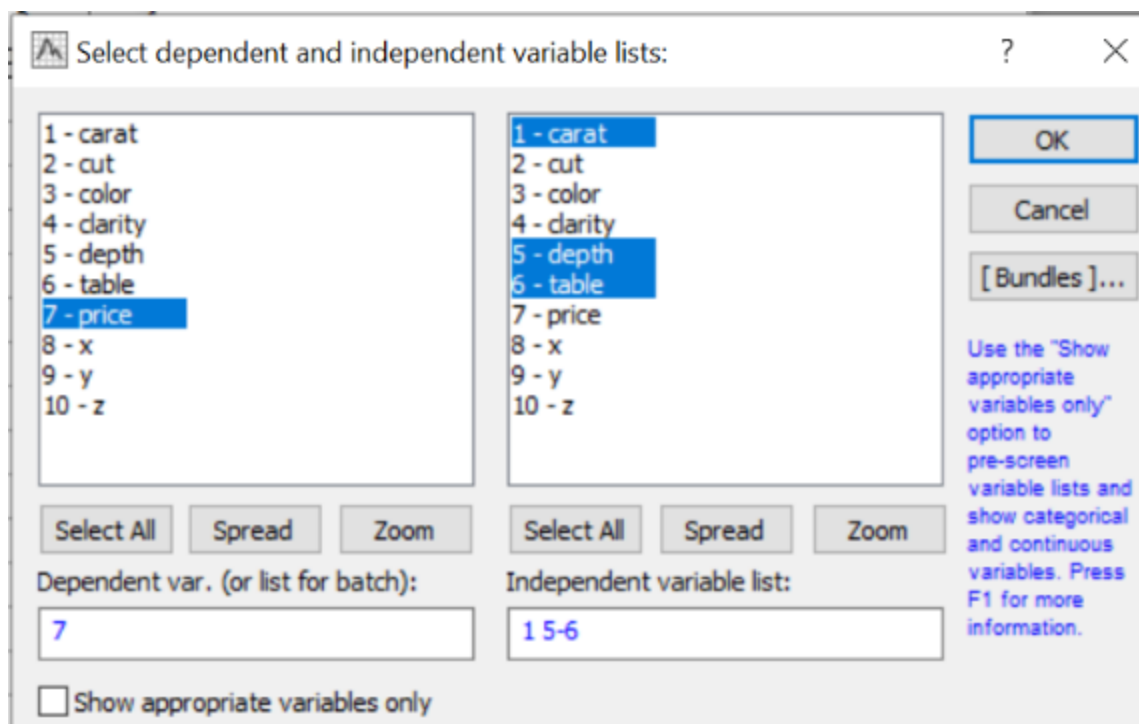 Select dependent and independent variable lists:
1 - carat
2 - cut
3 - color
4 - clarity
5 - depth
6 - table
7 - price
8 - x
9 - y
10 - z
1 - carat
2 - cut
3 - color
4 - clarity
5 - depth
6 - table
7 - price
8 - x
9 - y
10 - z
OK
Cancel
[ Bundles ]...
Use the "Show
appropriate
variables only"
option to
pre-screen
variable lists and
show categorical
and continuous
variables. Press
F1 for more
information.
Select All Spread Zoom
Select All Spread Zoom
Dependent var. (or list for batch):
7
Independent variable list:
1 5-6
Show appropriate variables only